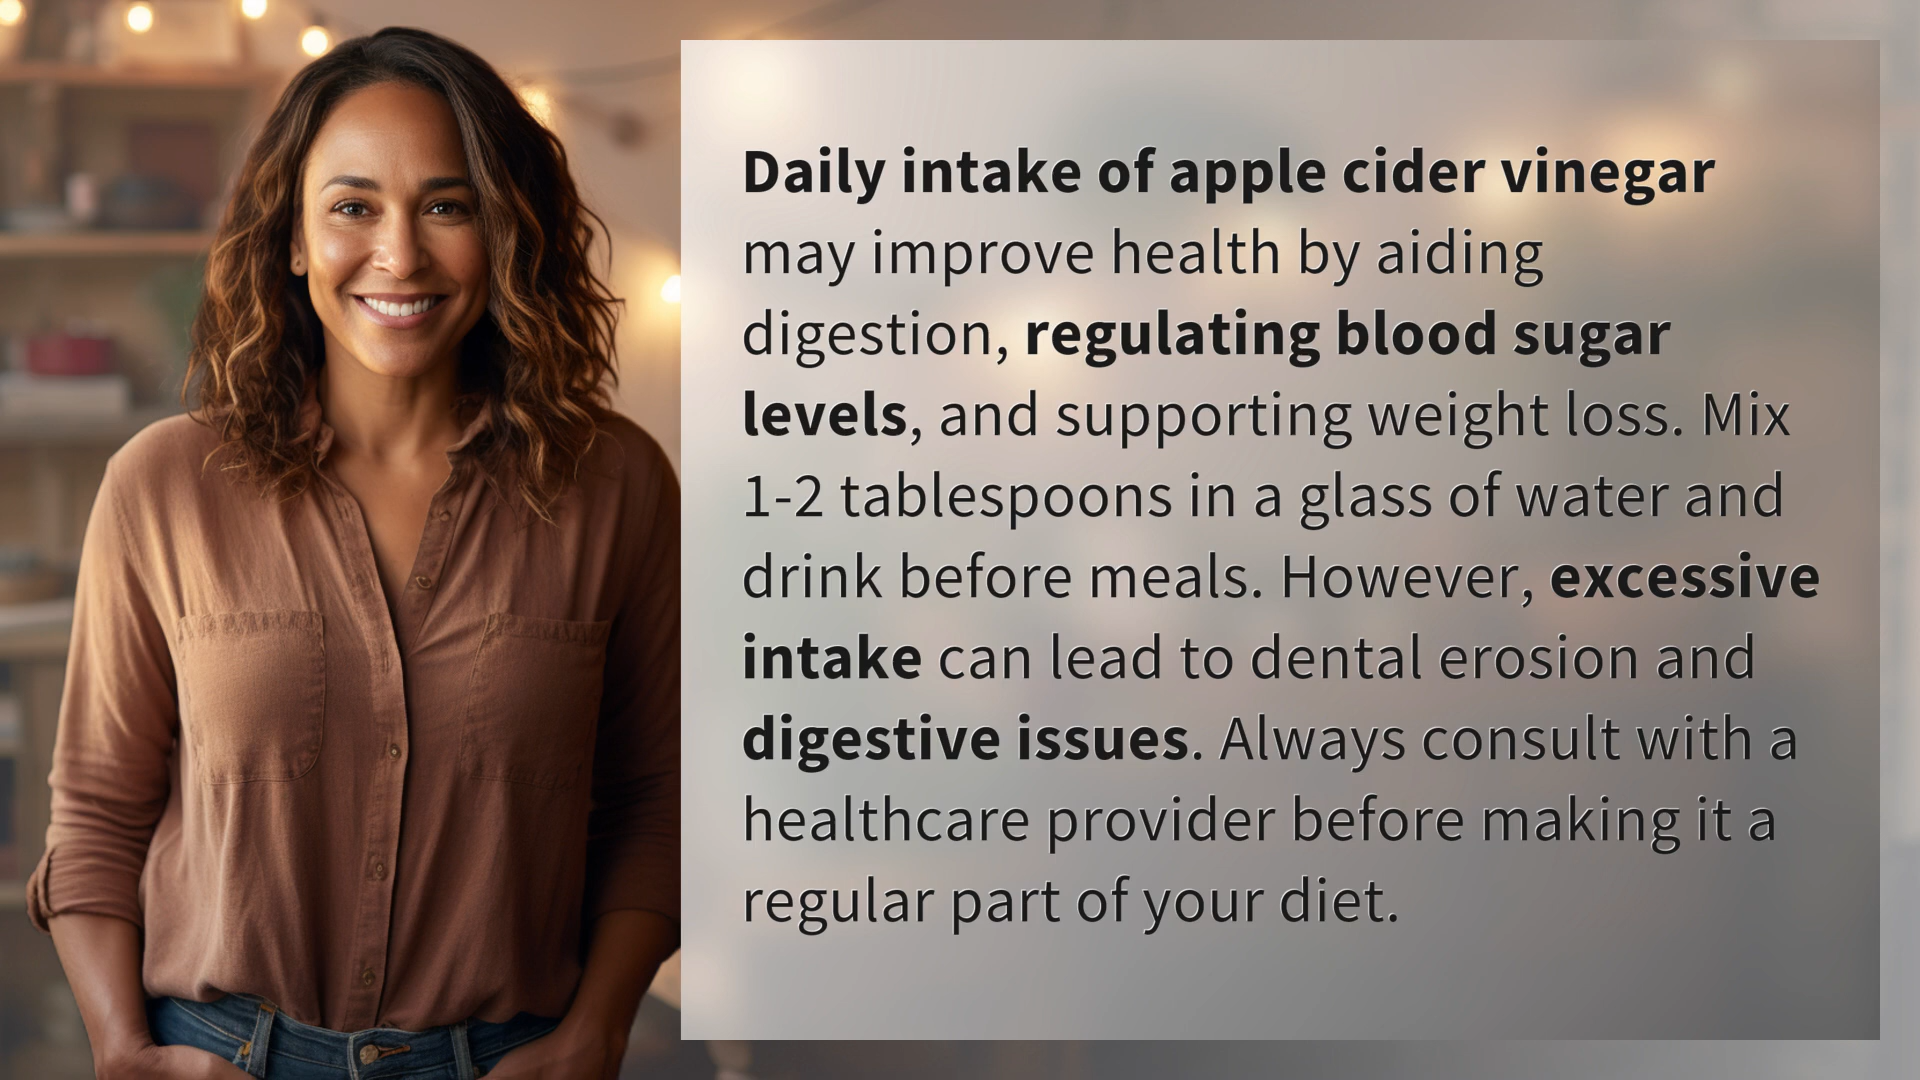 Daily intake of apple cider vinegar
may improve health by aiding
digestion, regulating blood sugar
levels, and supporting weight loss. Mix
1-2 tablespoons in a glass of water and
drink before meals. However, excessive
intake can lead to dental erosion and
digestive issues. Always consult with a
healthcare provider before making it a
regular part of your diet.